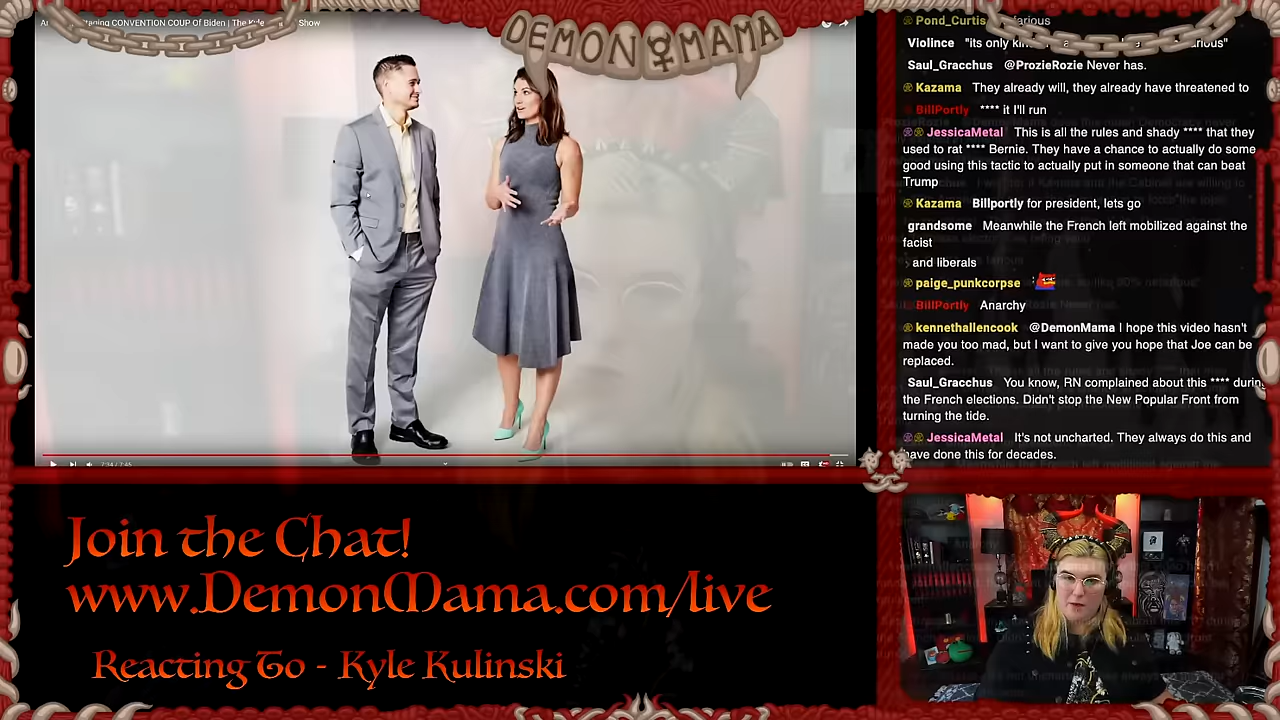 taging CONVENTION COUP Of Biden | The Kyle Show
DEMON MAMA
Pond_Curtis
Violince "its only
Saul_Gracchus @ProzieRozie Never has.
Kazama They already will, they already have threatened to
BillPortly **** it I'll run
JessicaMetal This is all the rules and shady **** that they
used to rat **** Bernie. They have a chance to actually do some
good using this tactic to actually put in someone that can beat
Trump
Kazama Billportly for president, lets go
grandsome Meanwhile the French left mobilized against the
facist
and liberals
paige_punkcorpse
BillPortly Anarchy
kennethallencook @DemonMama I hope this video hasn't
made you too mad, but I want to give you hope that Joe can be
replaced.
Saul_Gracchus You know, RN complained about this **** during
the French elections. Didn't stop the New Popular Front from
turning the tide.
JessicaMetal It's not uncharted. They always do this and
have done this for decades.
7:34 / 7:45
Join the Chat!
www.DemonMama.com/live
Reacting To - Kyle Kulinski